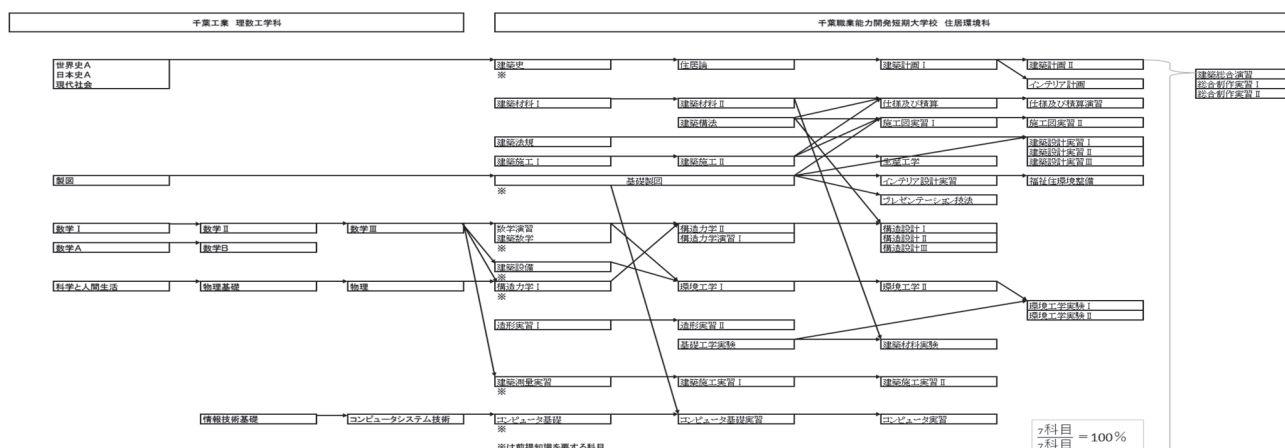 千葉工業 理数工学科
千葉職業能力開発短期大学校 住居環境科
世界史A
日本史A
現代社会
建築史
※
住居論
建築計画Ⅰ
建築計画Ⅱ
インテリア計画
建築総合演習
総合制作実習Ⅰ
総合制作実習Ⅱ
建築材料Ⅰ
建築材料Ⅱ
仕様及び積算
仕様及び積算演習
建築構法
施工図実習Ⅰ
施工図実習Ⅱ
建築法規
建築設計実習Ⅰ
建築設計実習Ⅱ
建築設計実習Ⅲ
建築施工Ⅰ
建築施工Ⅱ
生産工学
製図
基礎製図
※
インテリア設計実習
福祉住環境整備
プレゼンテーション技法
数学Ⅰ
数学Ⅱ
数学Ⅲ
数学演習
建築数学
※
構造力学Ⅱ
構造力学演習Ⅰ
構造設計Ⅰ
構造設計Ⅱ
構造設計Ⅲ
数学A
数学B
建築設備
※
科学と人間生活
物理基礎
物理
構造力学Ⅰ
※
環境工学Ⅰ
環境工学Ⅱ
環境工学実験Ⅰ
環境工学実験Ⅱ
造形実習Ⅰ
造形実習Ⅱ
基礎工学実験
建築材料実験
建築測量実習
※
建築施工実習Ⅰ
建築施工実習Ⅱ
情報技術基礎
コンピュータシステム技術
コンピュータ基礎
※
コンピュータ基礎実習
コンピュータ実習
7科目
7科目
= 100%
※は前提知識を要する科目